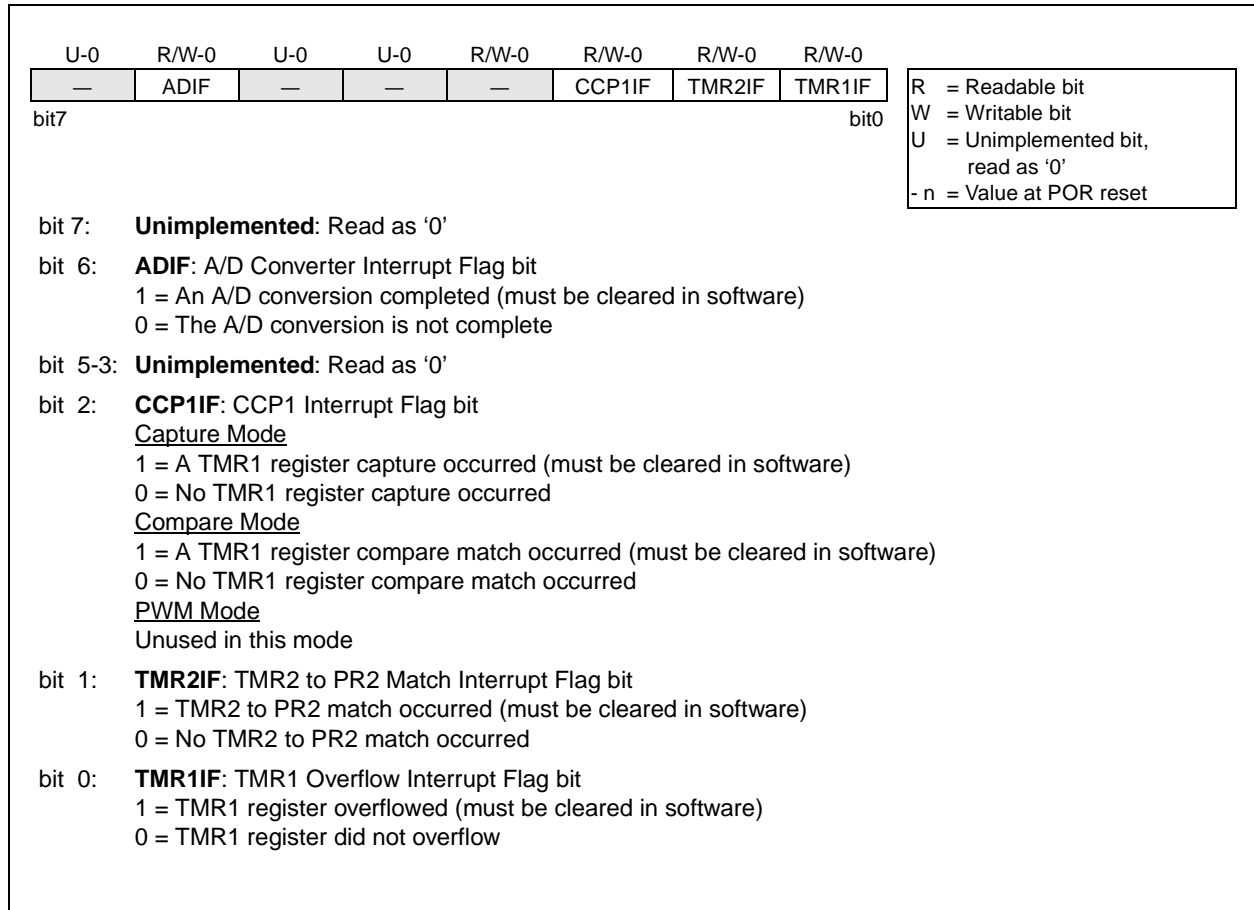 U-0 R/W-0 U-0 U-0 R/W-0 R/W-0 R/W-0 R/W-0
— ADIF — — — CCP1IF TMR2IF TMR1IF
bit7 bit0
R = Readable bit
W = Writable bit
U = Unimplemented bit,
read as ‘0’
- n = Value at POR reset
bit 7: Unimplemented: Read as ‘0’
bit 6: ADIF: A/D Converter Interrupt Flag bit
1 = An A/D conversion completed (must be cleared in software)
0 = The A/D conversion is not complete
bit 5-3: Unimplemented: Read as ‘0’
bit 2: CCP1IF: CCP1 Interrupt Flag bit
Capture Mode
1 = A TMR1 register capture occurred (must be cleared in software)
0 = No TMR1 register capture occurred
Compare Mode
1 = A TMR1 register compare match occurred (must be cleared in software)
0 = No TMR1 register compare match occurred
PWM Mode
Unused in this mode
bit 1: TMR2IF: TMR2 to PR2 Match Interrupt Flag bit
1 = TMR2 to PR2 match occurred (must be cleared in software)
0 = No TMR2 to PR2 match occurred
bit 0: TMR1IF: TMR1 Overflow Interrupt Flag bit
1 = TMR1 register overflowed (must be cleared in software)
0 = TMR1 register did not overflow